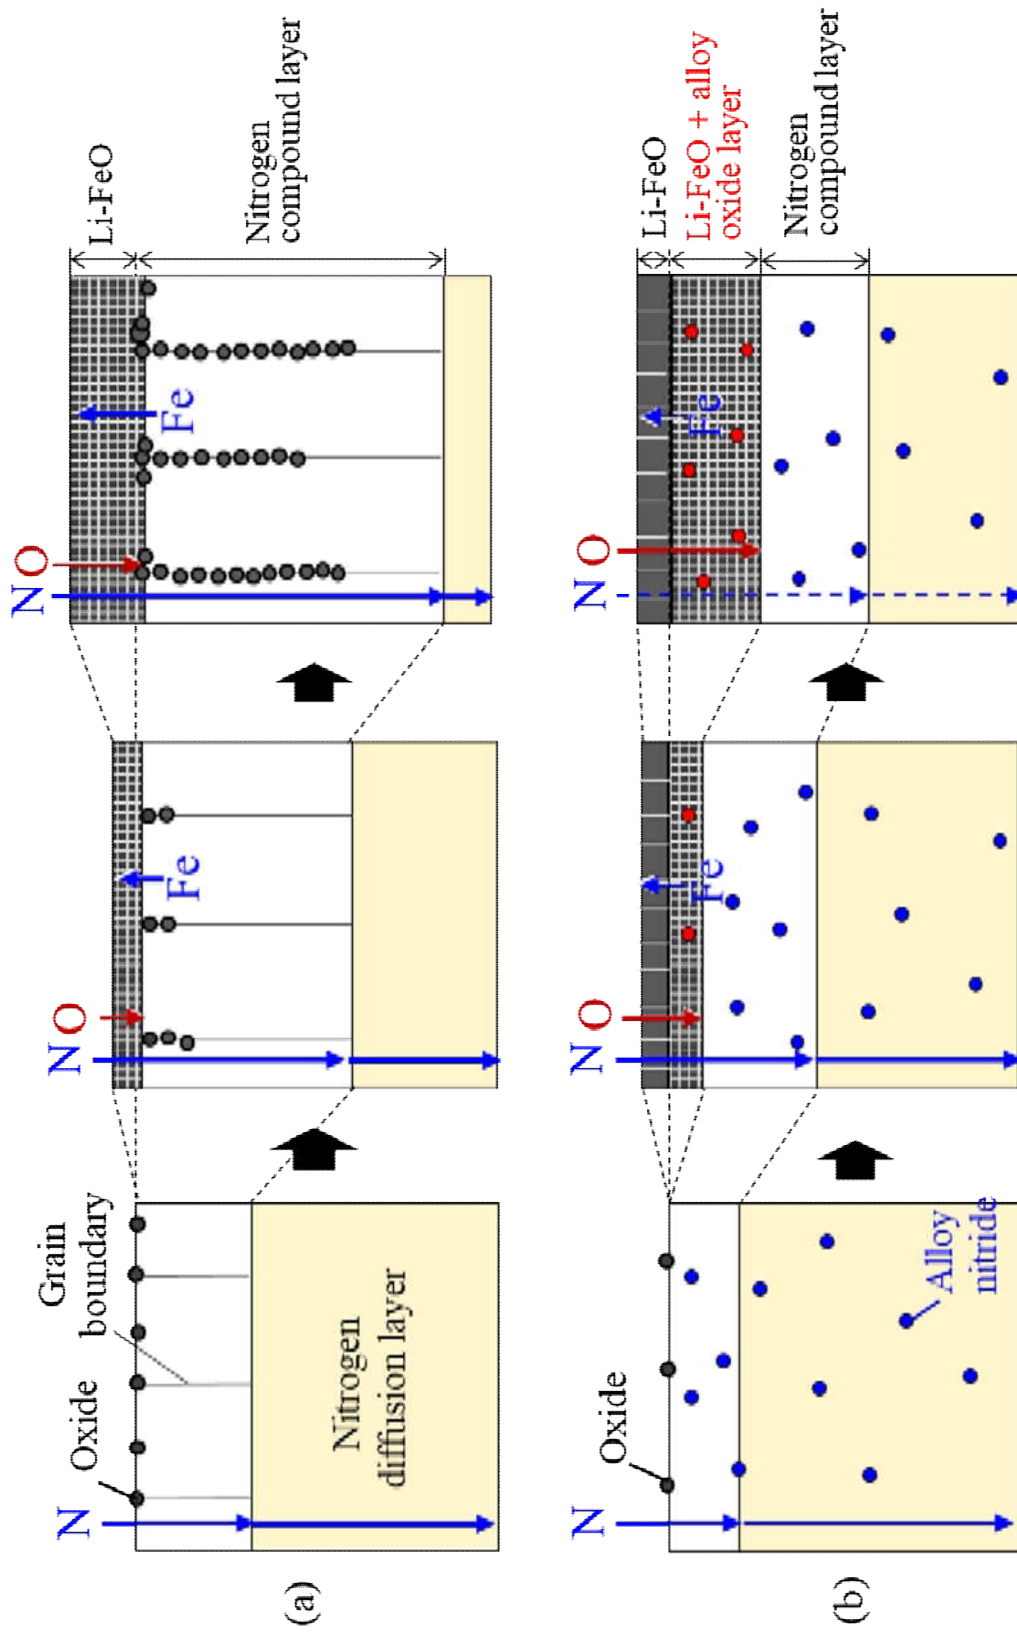 (a)
N
Oxide
Grain
boundary
Nitrogen
diffusion layer
N
O
Fe
N
O
Fe
Li-FeO
Nitrogen
compound layer
(b)
N
Oxide
Alloy
nitride
N
O
Fe
N
O
Fe
Li-FeO
Li-FeO + alloy
oxide layer
Nitrogen
compound layer